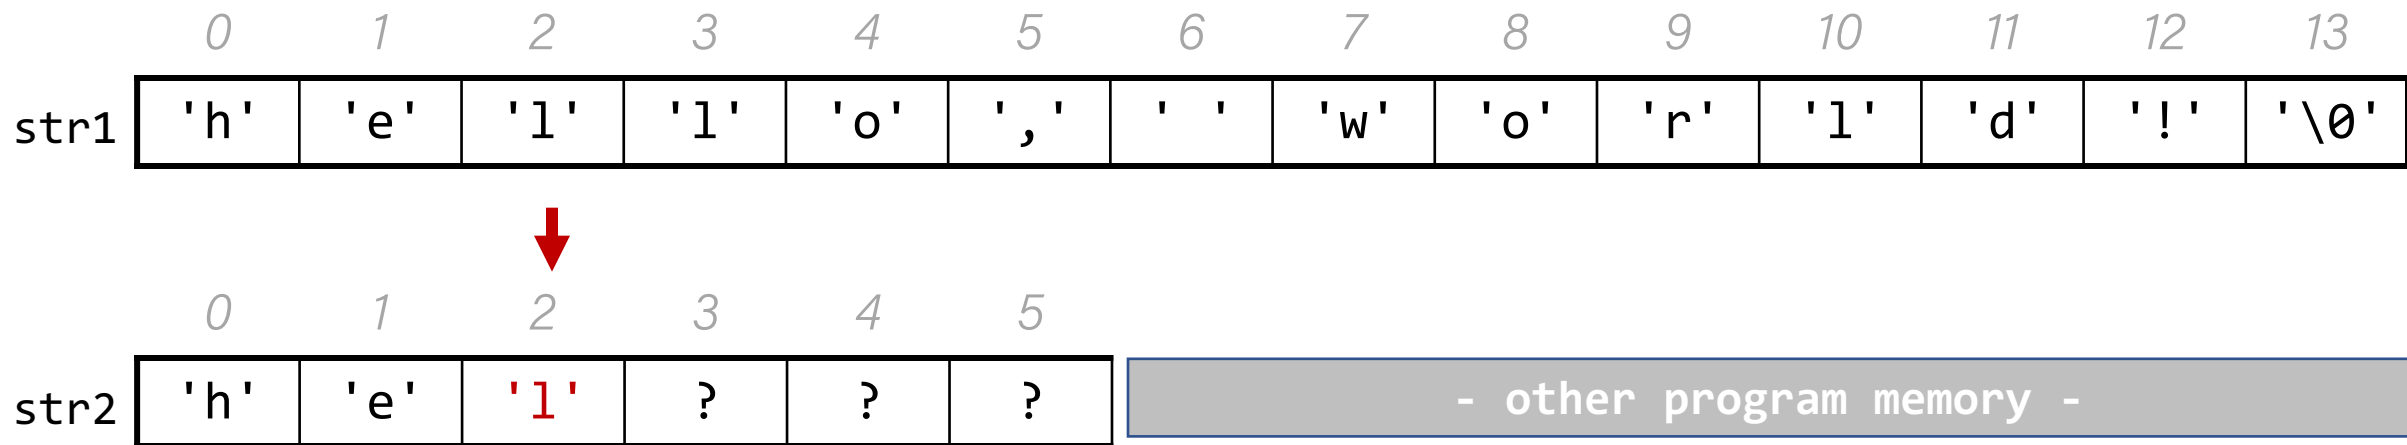 0 1 2 3 4 5 6 7 8 9 10 11 12 13
str1 'h' 'e' 'l' 'l' 'o' ',' ' ' 'w' 'o' 'r' 'l' 'd' '!' '\0'
0 1 2 3 4 5
str2 'h' 'e' 'l' ? ? ? - other program memory -